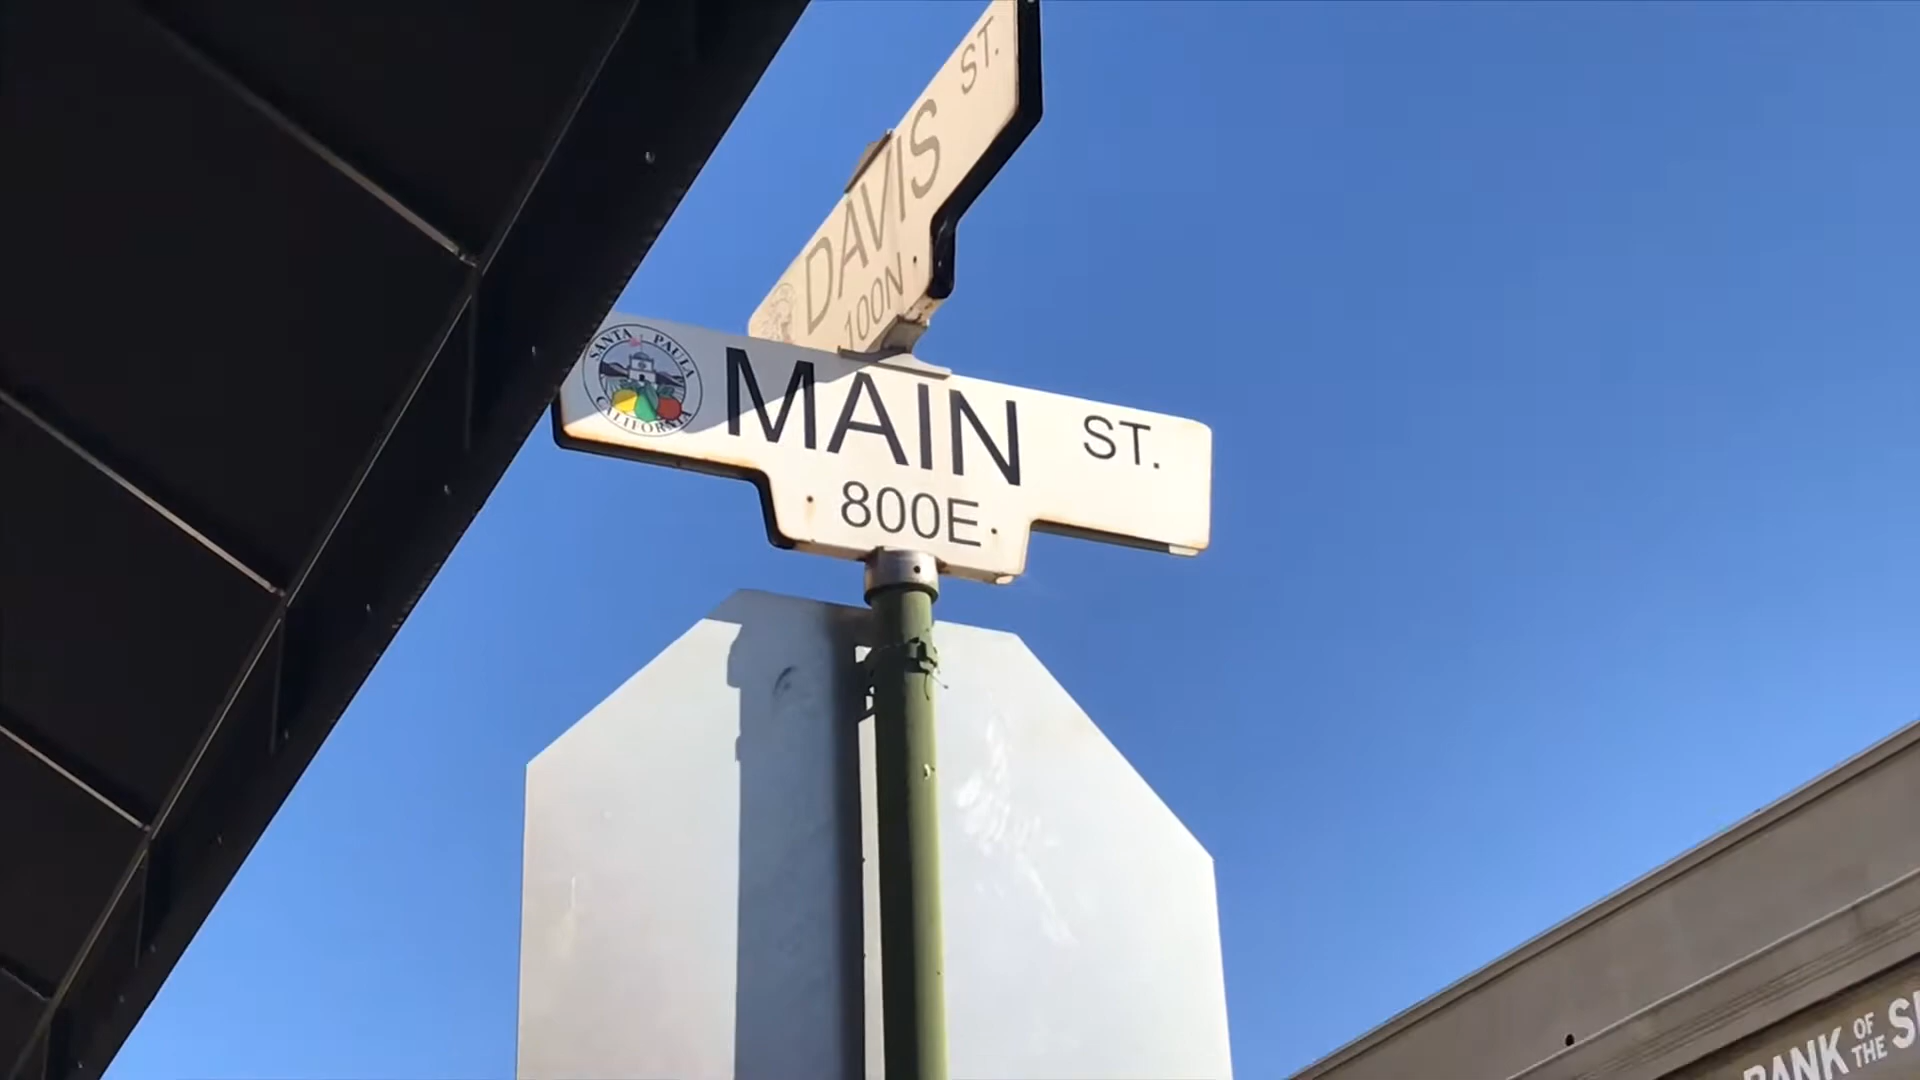 DAVIS ST.
100N
SANTA PAULA
CALIFORNIA
MAIN ST.
800E
BANK OF THE